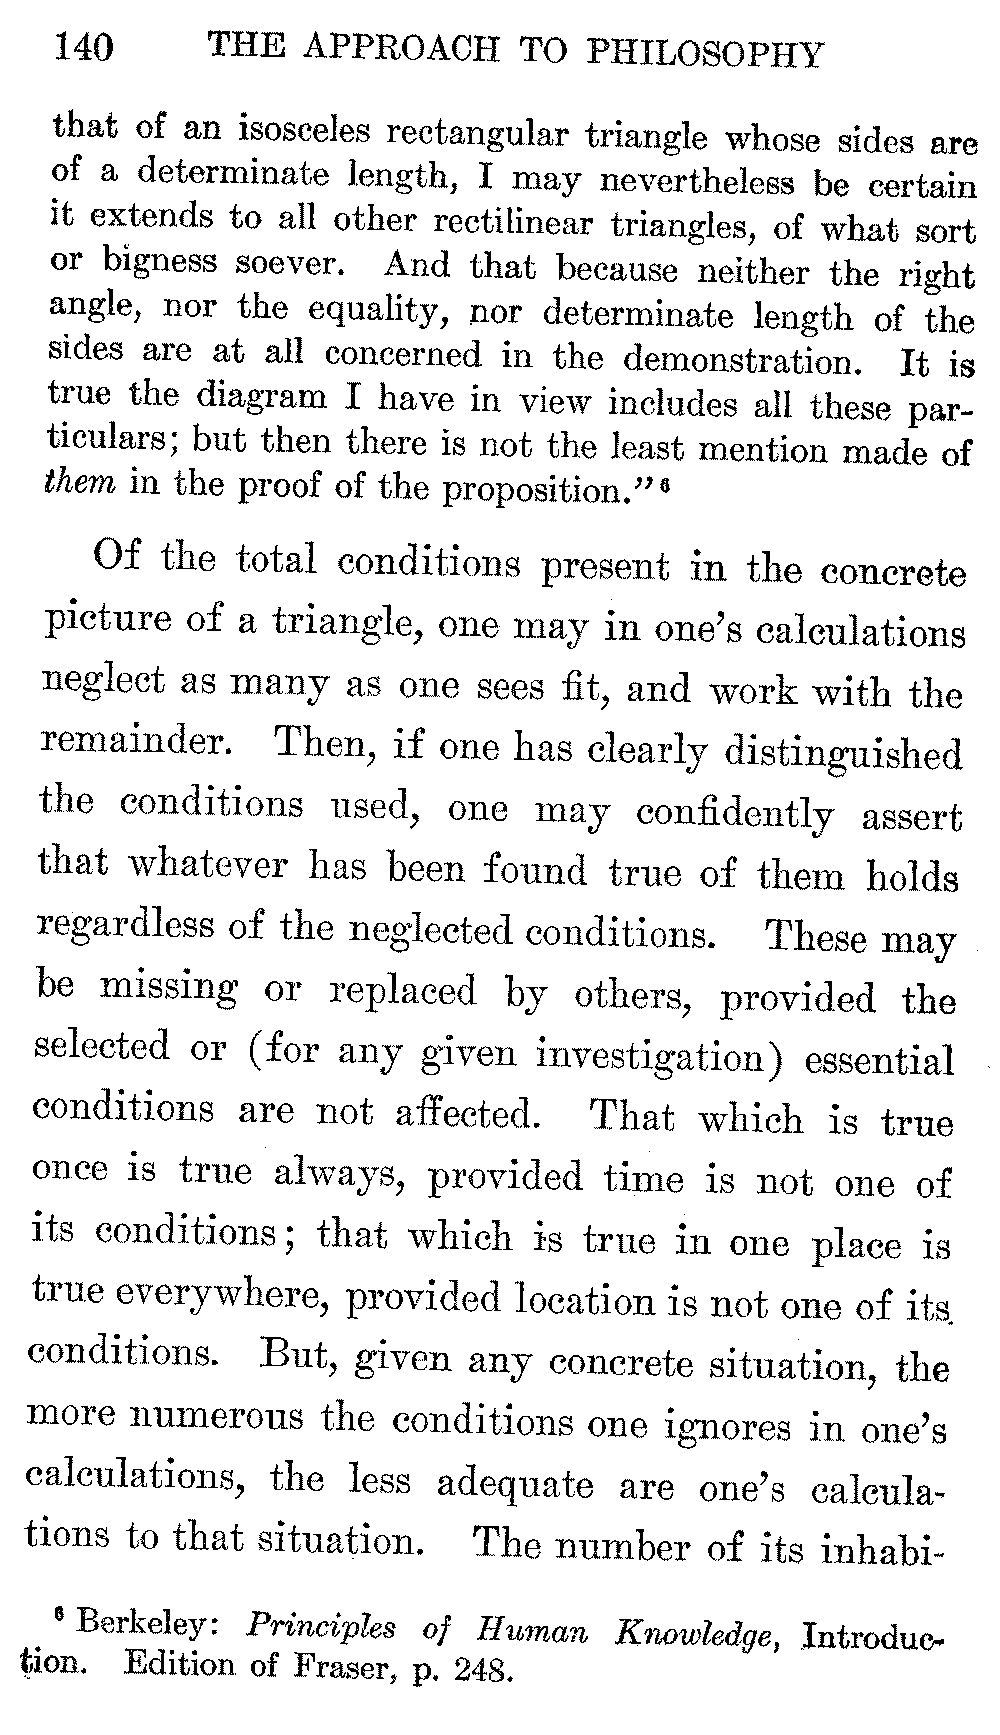 140 THE APPROACH TO PHILOSOPHY
that of an isosceles rectangular triangle whose sides are
of a determinate length, I may nevertheless be certain
it extends to all other rectilinear triangles, of what sort
or bigness soever. And that because neither the right
angle, nor the equality, nor determinate length of the
sides are at all concerned in the demonstration. It is
true the diagram I have in view includes all these par-
ticulars; but then there is not the least mention made of
them in the proof of the proposition." 6
Of the total conditions present in the concrete
picture of a triangle, one may in one's calculations
neglect as many as one sees fit, and work with the
remainder. Then, if one has clearly distinguished
the conditions used, one may confidently assert
that whatever has been found true of them holds
regardless of the neglected conditions. These may
be missing or replaced by others, provided the
selected or (for any given investigation) essential
conditions are not affected. That which is true
once is true always, provided time is not one of
its conditions; that which is true in one place is
true everywhere, provided location is not one of its
conditions. But, given any concrete situation, the
more numerous the conditions one ignores in one's
calculations, the less adequate are one's calcula-
tions to that situation. The number of its inhabi-
6 Berkeley: Principles of Human Knowledge, Introduc-
tion. Edition of Fraser, p. 248.